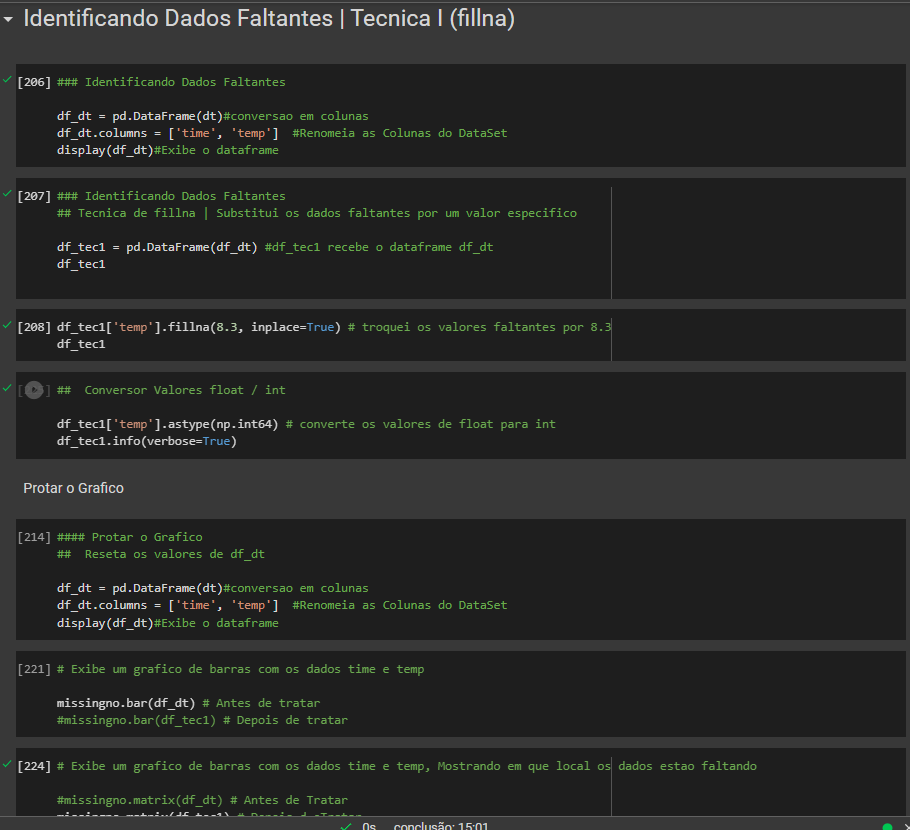 Identificando Dados Faltantes | Tecnica I (fillna)
[206] ### Identificando Dados Faltantes
df_dt = pd.DataFrame(dt)#conversao em colunas
df_dt.columns = ['time', 'temp']  #Renomeia as Colunas do DataSet
display(df_dt)#Exibe o dataframe
[207] ### Identificando Dados Faltantes
## Tecnica de fillna | Substitui os dados faltantes por um valor especifico
df_tec1 = pd.DataFrame(df_dt) #df_tec1 recebe o dataframe df_dt
df_tec1
[208] df_tec1['temp'].fillna(8.3, inplace=True) # troquei os valores faltantes por 8.3
df_tec1
[ ] ##  Conversor Valores float / int
df_tec1['temp'].astype(np.int64) # converte os valores de float para int
df_tec1.info(verbose=True)
Protar o Grafico
[214] #### Protar o Grafico
##  Reseta os valores de df_dt
df_dt = pd.DataFrame(dt)#conversao em colunas
df_dt.columns = ['time', 'temp']  #Renomeia as Colunas do DataSet
display(df_dt)#Exibe o dataframe
[221] # Exibe um grafico de barras com os dados time e temp
missingno.bar(df_dt) # Antes de tratar
#missingno.bar(df_tec1) # Depois de tratar
[224] # Exibe um grafico de barras com os dados time e temp, Mostrando em que local os dados estao faltando
#missingno.matrix(df_dt) # Antes de Tratar
missingno.matrix(df_tec1) # Depois d eTratar
0s conclusão: 15:01